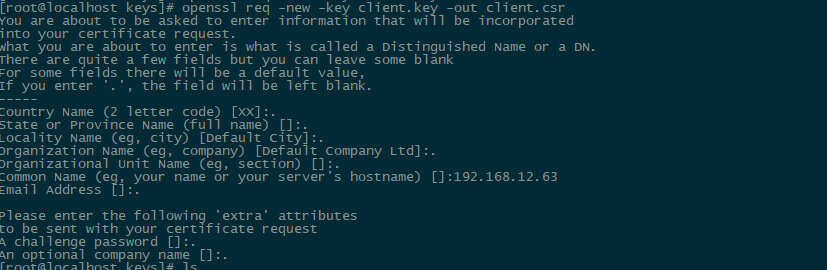 [root@localhost keys]# openssl req -new -key client.key -out client.csr
You are about to be asked to enter information that will be incorporated
into your certificate request.
What you are about to enter is what is called a Distinguished Name or a DN.
There are quite a few fields but you can leave some blank
For some fields there will be a default value,
If you enter '.', the field will be left blank.
-----
Country Name (2 letter code) [XX]:.
State or Province Name (full name) []:.
Locality Name (eg, city) [Default City]:.
Organization Name (eg, company) [Default Company Ltd]:.
Organizational Unit Name (eg, section) []:.
Common Name (eg, your name or your server's hostname) []:192.168.12.63
Email Address []:.
Please enter the following 'extra' attributes
to be sent with your certificate request
A challenge password []:.
An optional company name []:.
[root@localhost keys]# ls